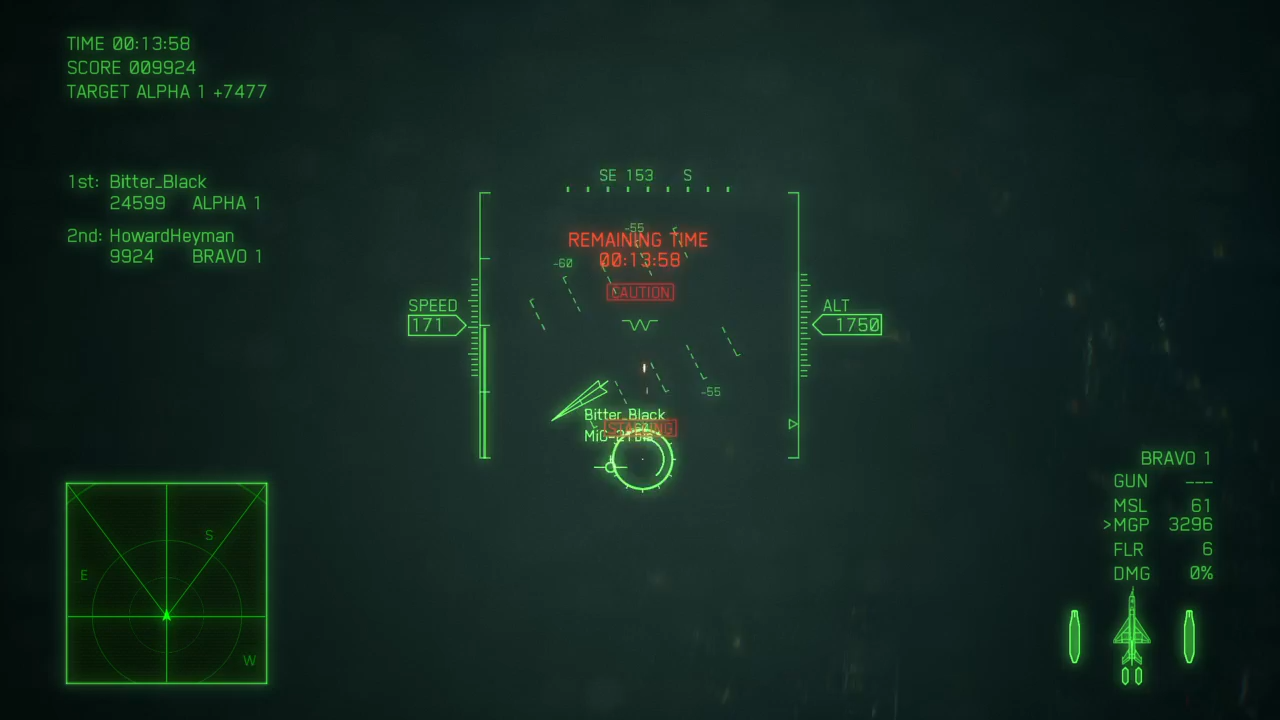 TIME 00:13:58
SCORE 009924
TARGET ALPHA 1 +7477
1st: Bitter_Black
24599 ALPHA 1
2nd: HowardHeyman
9924 BRAVO 1
SE 153 S
-55
REMAINING TIME
00:13:58
-60
CAUTION
SPEED
171
ALT
1750
-55
Bitter_Black
MiG-21bis
BRAVO 1
GUN ---
MSL 61
>MGP 3296
FLR 6
DMG 0%
S
E
W